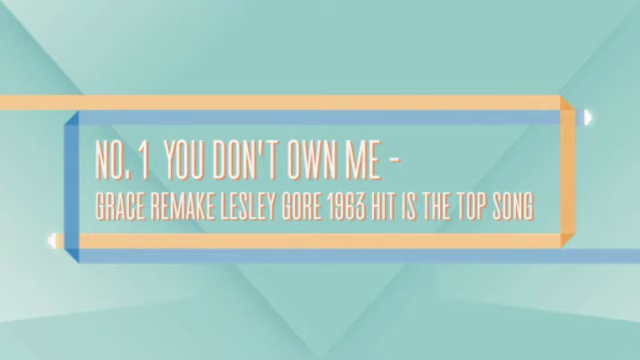 NO. 1 YOU DON'T OWN ME -
GRACE REMAKE LESLEY GORE 1963 HIT IS THE TOP SONG